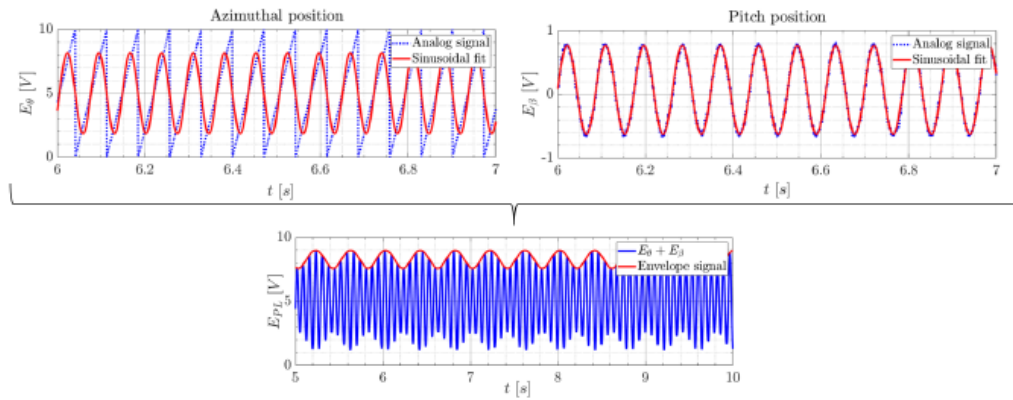 Azimuthal position
10
5
0
E_θ [V]
Analog signal
Sinusoidal fit
6 6.2 6.4 6.6 6.8 7
t [s]
Pitch position
1
0
-1
E_β [V]
Analog signal
Sinusoidal fit
6 6.2 6.4 6.6 6.8 7
t [s]
10
5
0
E_PL [V]
E_θ + E_β
Envelope signal
5 6 7 8 9 10
t [s]